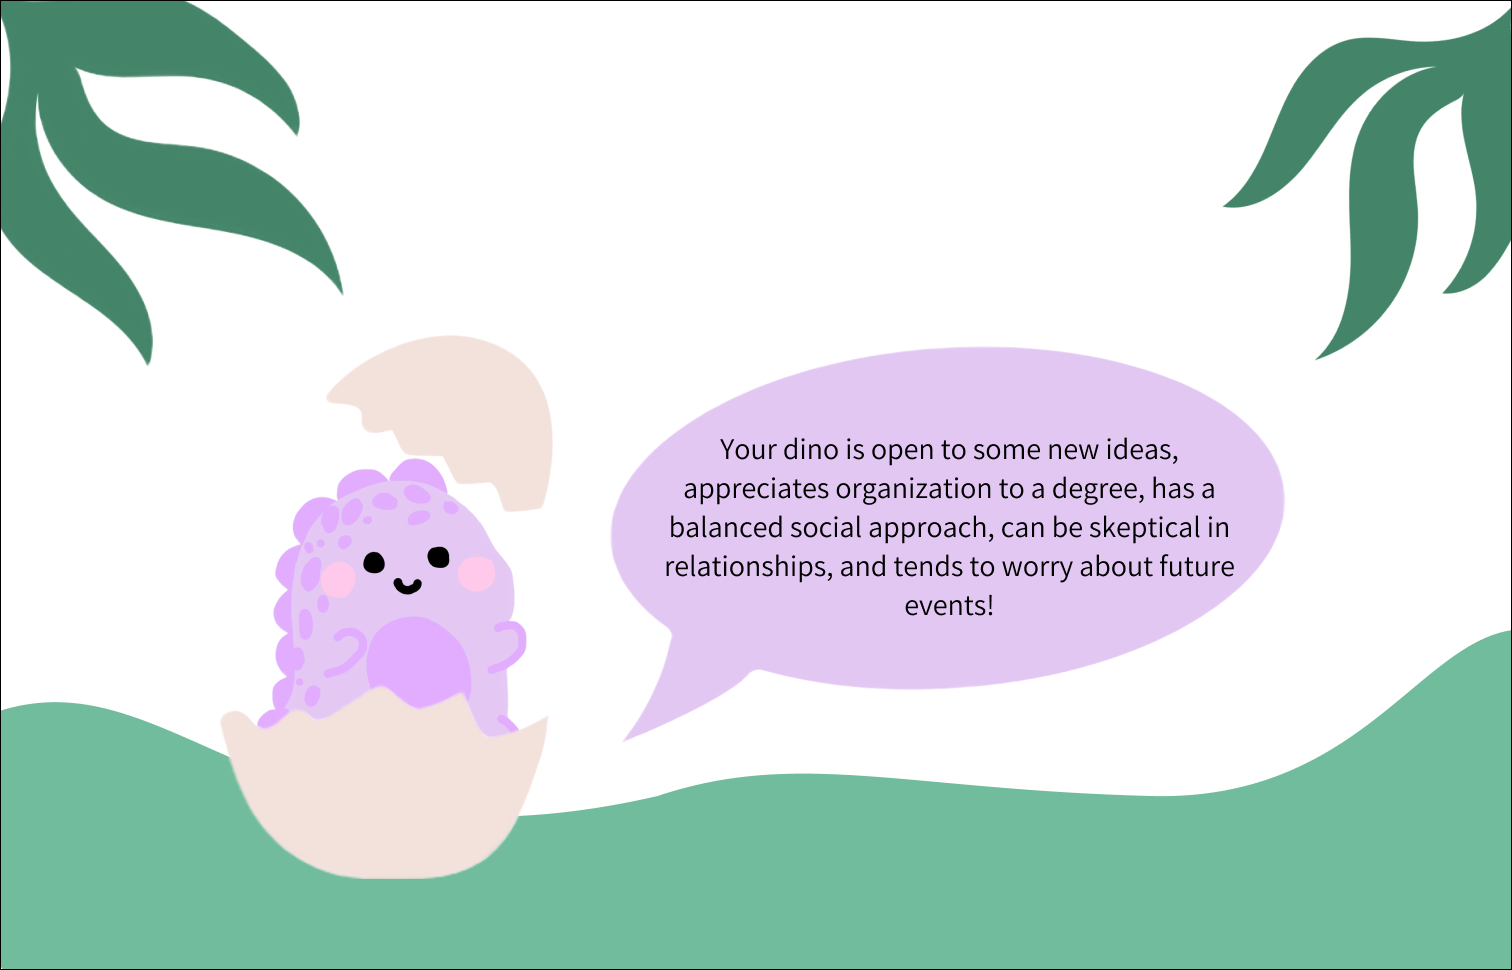 Your dino is open to some new ideas,
appreciates organization to a degree, has a
balanced social approach, can be skeptical in
relationships, and tends to worry about future
events!